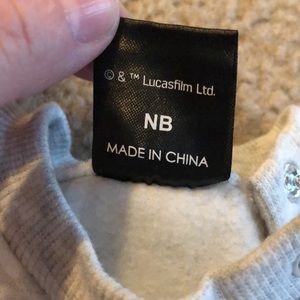 © & ™ Lucasfilm Ltd.
NB
MADE IN CHINA